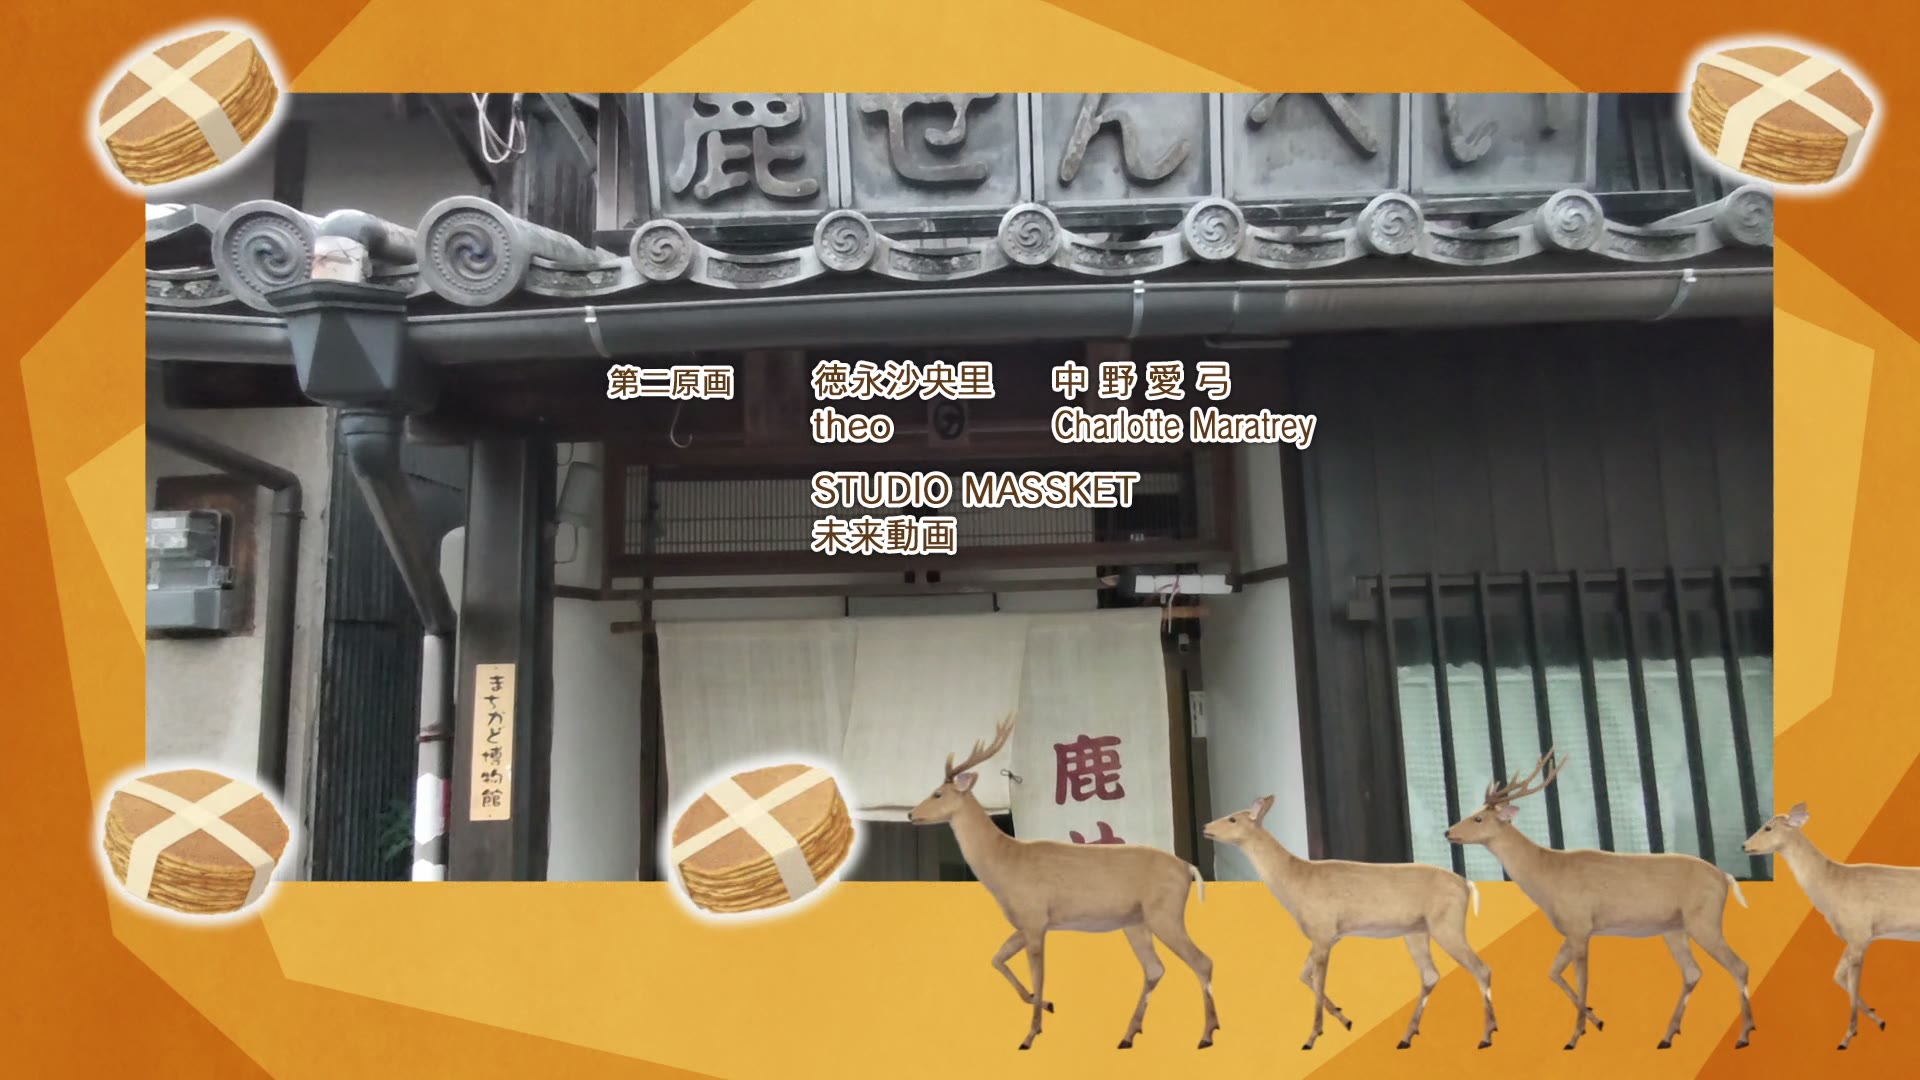 鹿せんべい
第二原画 徳永沙央里 中野愛弓
theo Charlotte Maratrey
STUDIO MASSKET
未来動画
まちかど博物館
鹿